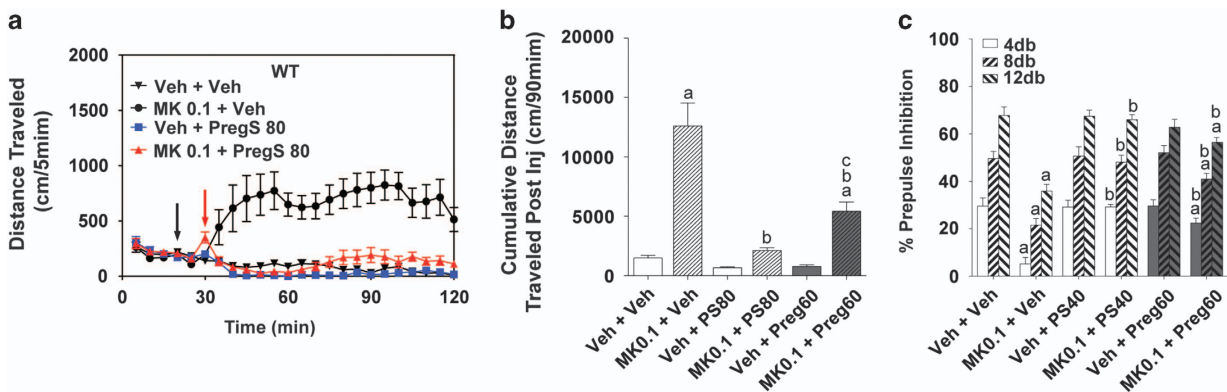 a
Distance Traveled
(cm/5mim)
2000
1500
1000
500
0
WT
Veh + Veh
MK 0.1 + Veh
Veh + PregS 80
MK 0.1 + PregS 80
0
30
60
90
120
Time (min)
b
Cumulative Distance
Traveled Post Inj (cm/90mim)
20000
15000
10000
5000
0
a
b
c
b
a
Veh + Veh
MK0.1 + Veh
Veh + PS80
MK0.1 + PS80
Veh + Preg60
MK0.1 + Preg60
c
% Prepulse Inhibition
100
80
60
40
20
0
4db
8db
12db
a
a
a
b
b
b
b
a
b
a
b
a
Veh + Veh
MK0.1 + Veh
Veh + PS40
MK0.1 + PS40
Veh + Preg60
MK0.1 + Preg60